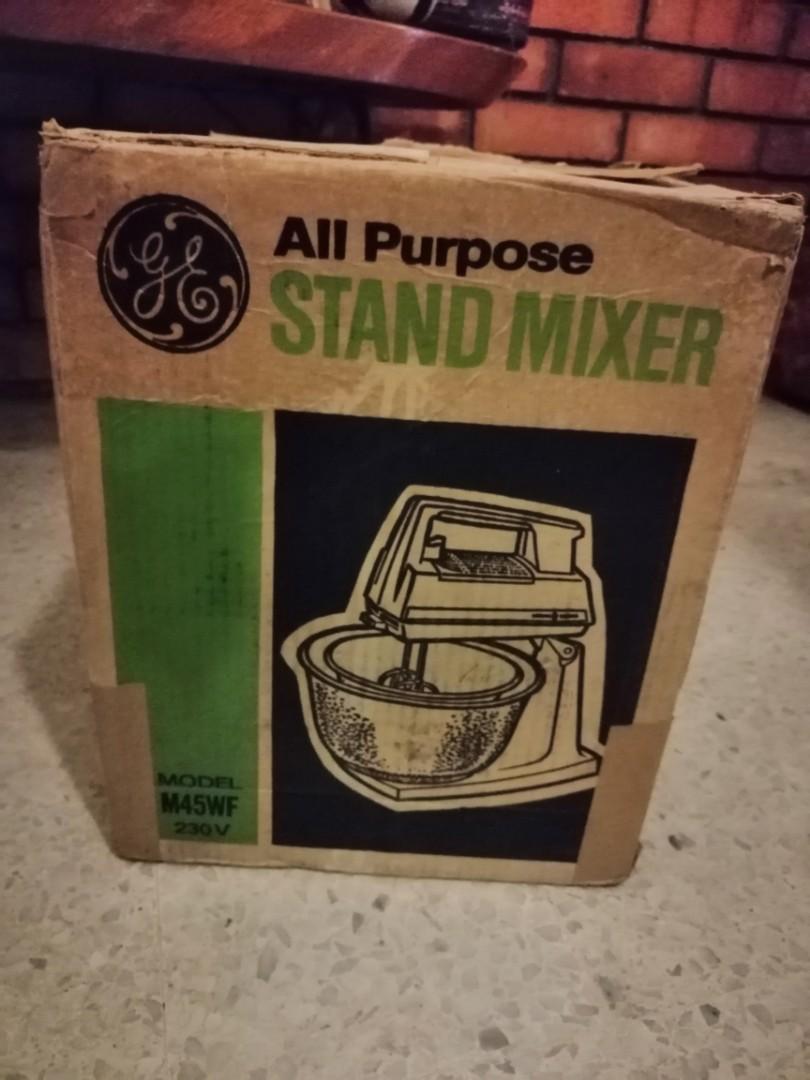 GE
All Purpose
STAND MIXER
MODEL
M45WF
230V